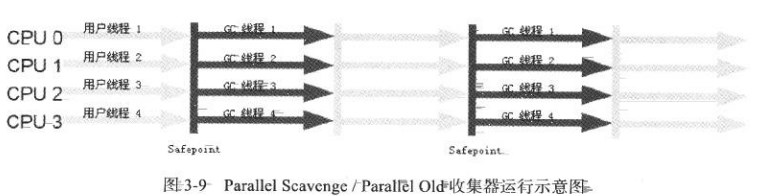 CPU 0 用户线程 1 GC 线程 1 GC 线程 1
CPU 1 用户线程 2 GC 线程 2 GC 线程 2
CPU 2 用户线程 3 GC 线程 3 GC 线程 3
CPU 3 用户线程 4 GC 线程 4 GC 线程 4
Safepoint Safepoint
图 3-9 Parallel Scavenge / Parallel Old 收集器运行示意图